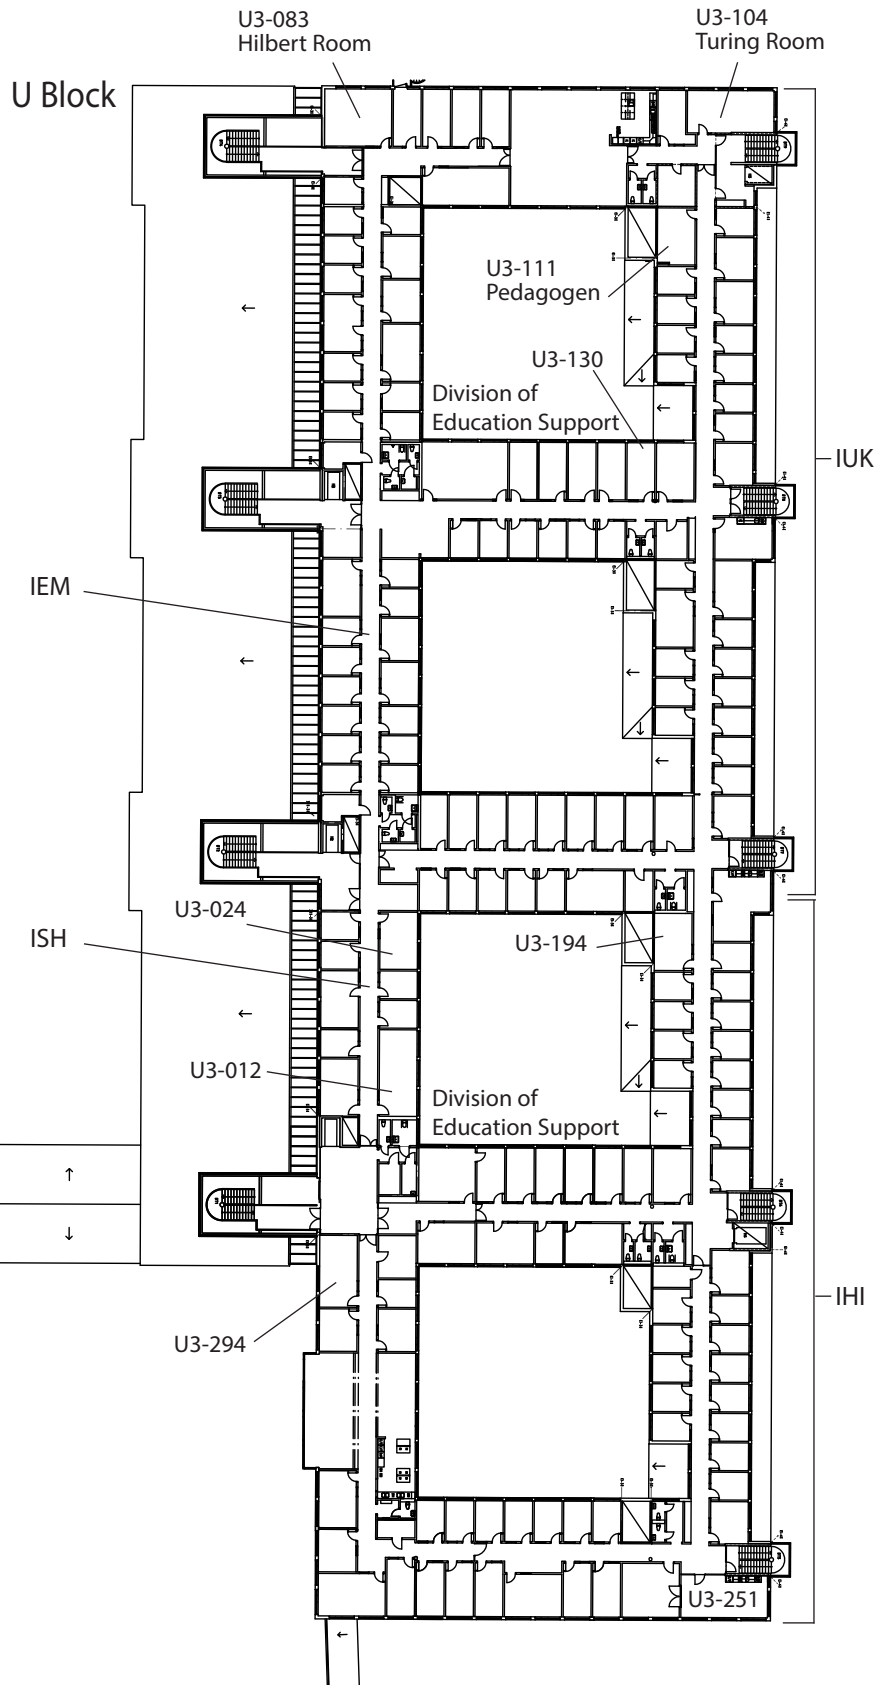 U3-083
Hilbert Room
U3-104
Turing Room
U Block
U3-111
Pedagogen
U3-130
Division of
Education Support
IUK
IEM
U3-024
ISH
U3-194
U3-012
Division of
Education Support
IHI
U3-294
U3-251